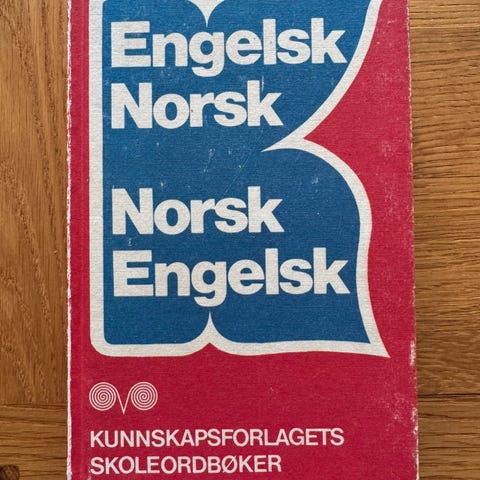 Engelsk
Norsk
Norsk
Engelsk
KUNNSKAPSFORLAGETS
SKOLEORDBØKER